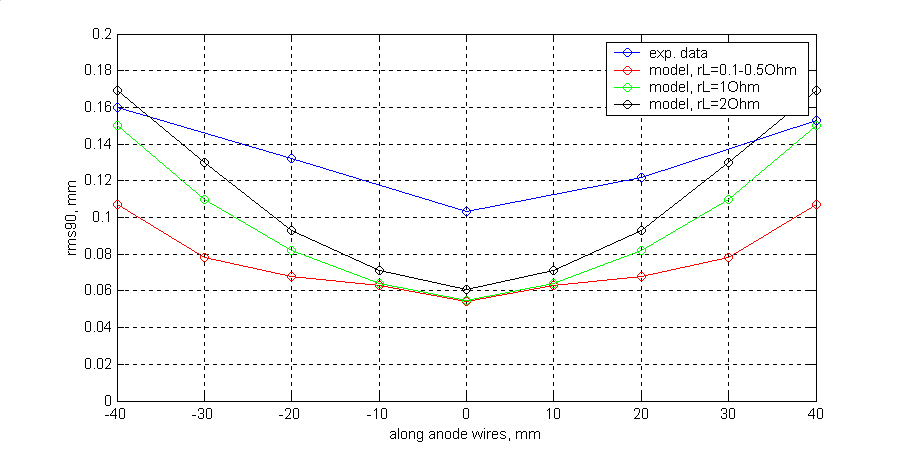 0.2
0.18
0.16
0.14
0.12
0.1
0.08
0.06
0.04
0.02
0
rms90, mm
exp. data
model, rL=0.1-0.5Ohm
model, rL=1Ohm
model, rL=2Ohm
-40 -30 -20 -10 0 10 20 30 40
along anode wires, mm